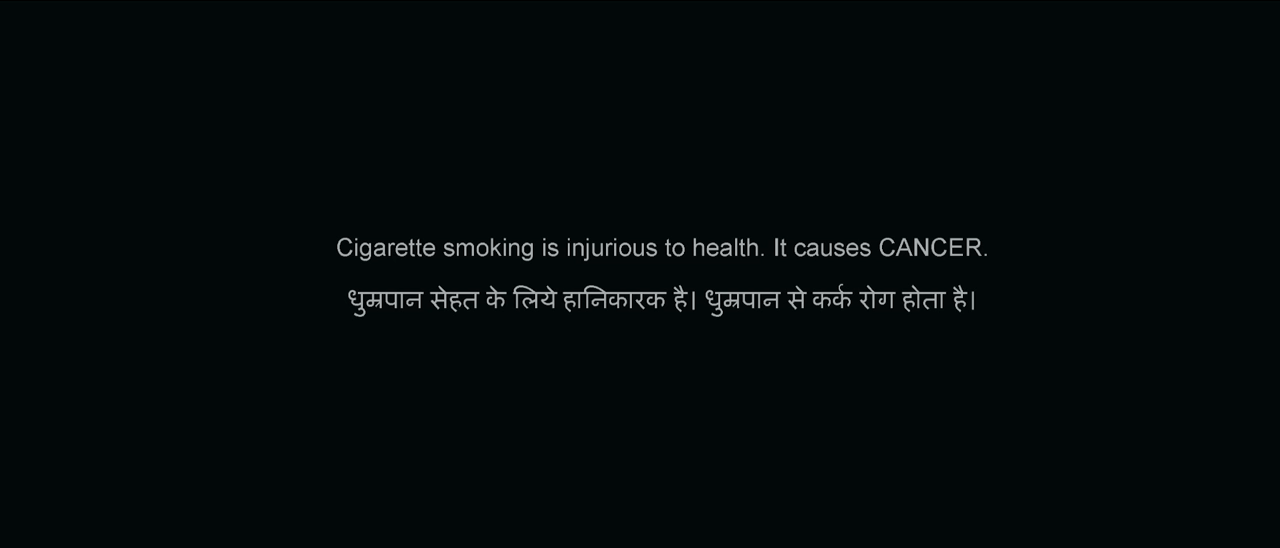 Cigarette smoking is injurious to health. It causes CANCER.
धुम्रपान सेहत के लिये हानिकारक है। धुम्रपान से कर्क रोग होता है।